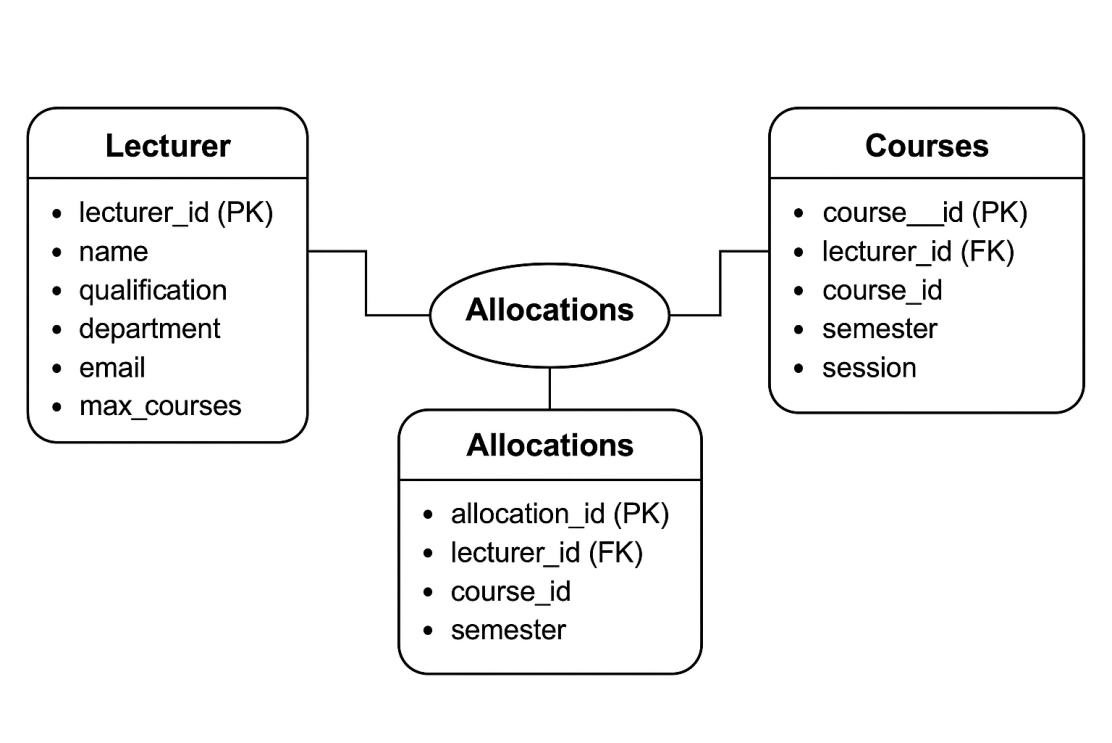 Lecturer
• lecturer_id (PK)
• name
• qualification
• department
• email
• max_courses
Allocations
Courses
• course__id (PK)
• lecturer_id (FK)
• course_id
• semester
• session
Allocations
• allocation_id (PK)
• lecturer_id (FK)
• course_id
• semester